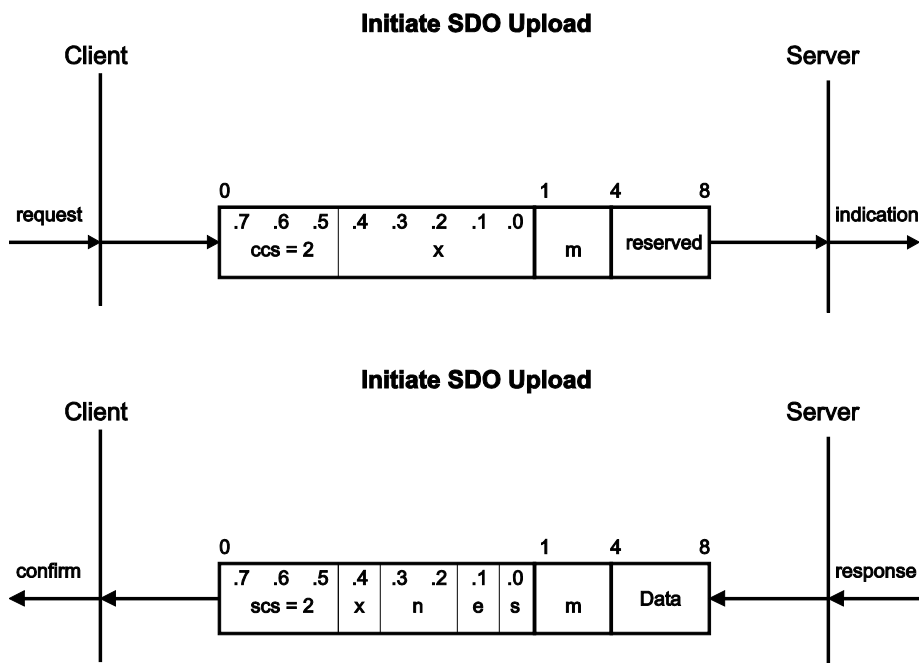 Initiate SDO Upload
Client Server
0 1 4 8
request .7 .6 .5 .4 .3 .2 .1 .0 indication
ccs = 2 x m reserved
Initiate SDO Upload
Client Server
0 1 4 8
confirm .7 .6 .5 .4 .3 .2 .1 .0 response
scs = 2 x n e s m Data